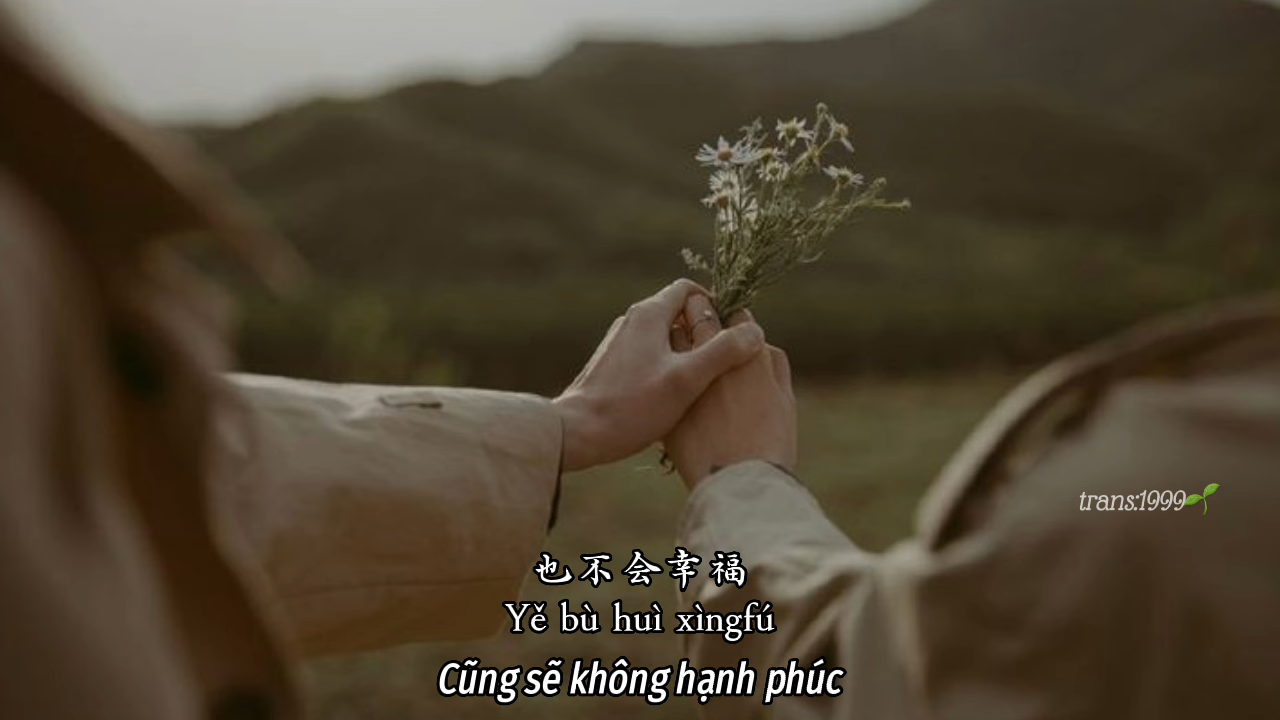 trans:1999
也不会幸福
Yě bù huì xìngfú
Cũng sẽ không hạnh phúc